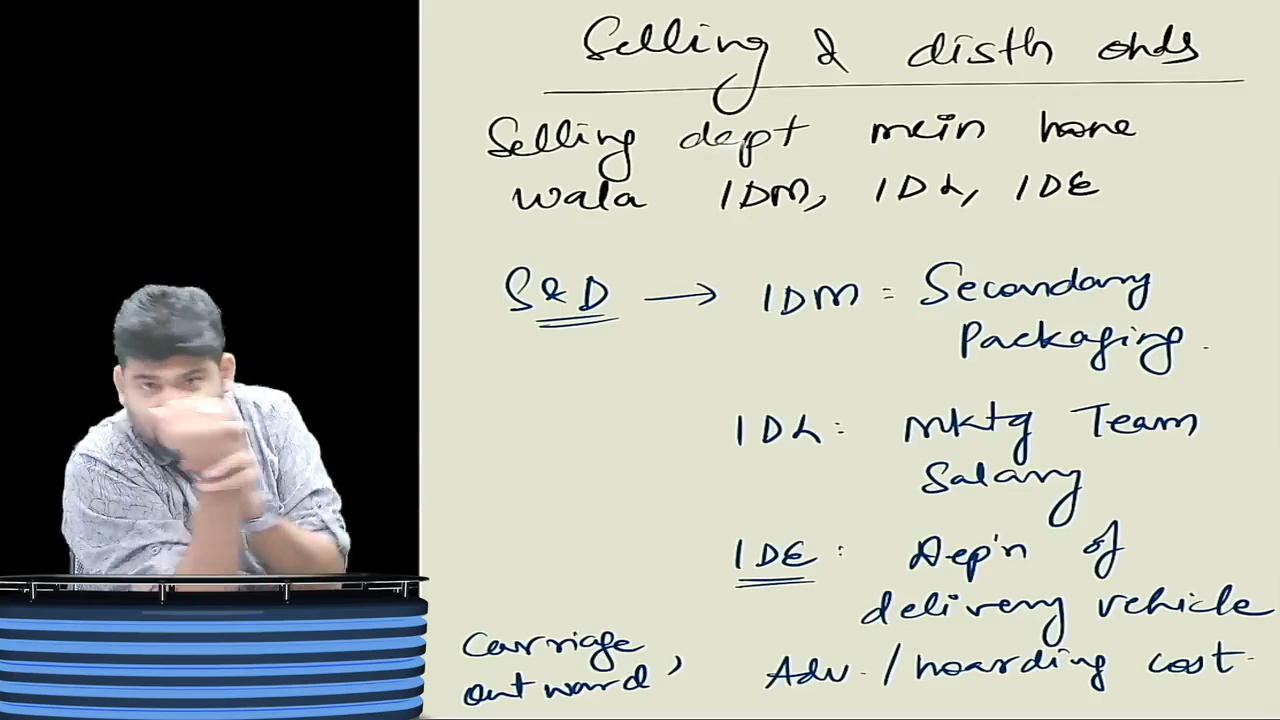 Selling & distn ohds
Selling dept mein hone
wala IDM, IDL, IDE
S&D → IDM = Secondary
Packaging.
IDL: Mktg Team
Salary
IDE: Dep'n of
delivery vehicle
Carriage
outward, Adv. / hoarding cost.